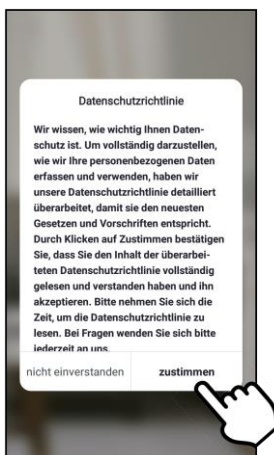 Datenschutzrichtlinie
Wir wissen, wie wichtig Ihnen Daten-
schutz ist. Um vollständig darzustellen,
wie wir Ihre personenbezogenen Daten
erfassen und verwenden, haben wir
unsere Datenschutzrichtlinie detailliert
überarbeitet, damit sie den neuesten
Gesetzen und Vorschriften entspricht.
Durch Klicken auf Zustimmen bestätigen
Sie, dass Sie den Inhalt der überarbei-
teten Datenschutzrichtlinie vollständig
gelesen und verstanden haben und ihn
akzeptieren. Bitte nehmen Sie sich die
Zeit, um die Datenschutzrichtlinie zu
lesen. Bei Fragen wenden Sie sich bitte
jederzeit an uns.
nicht einverstanden zustimmen